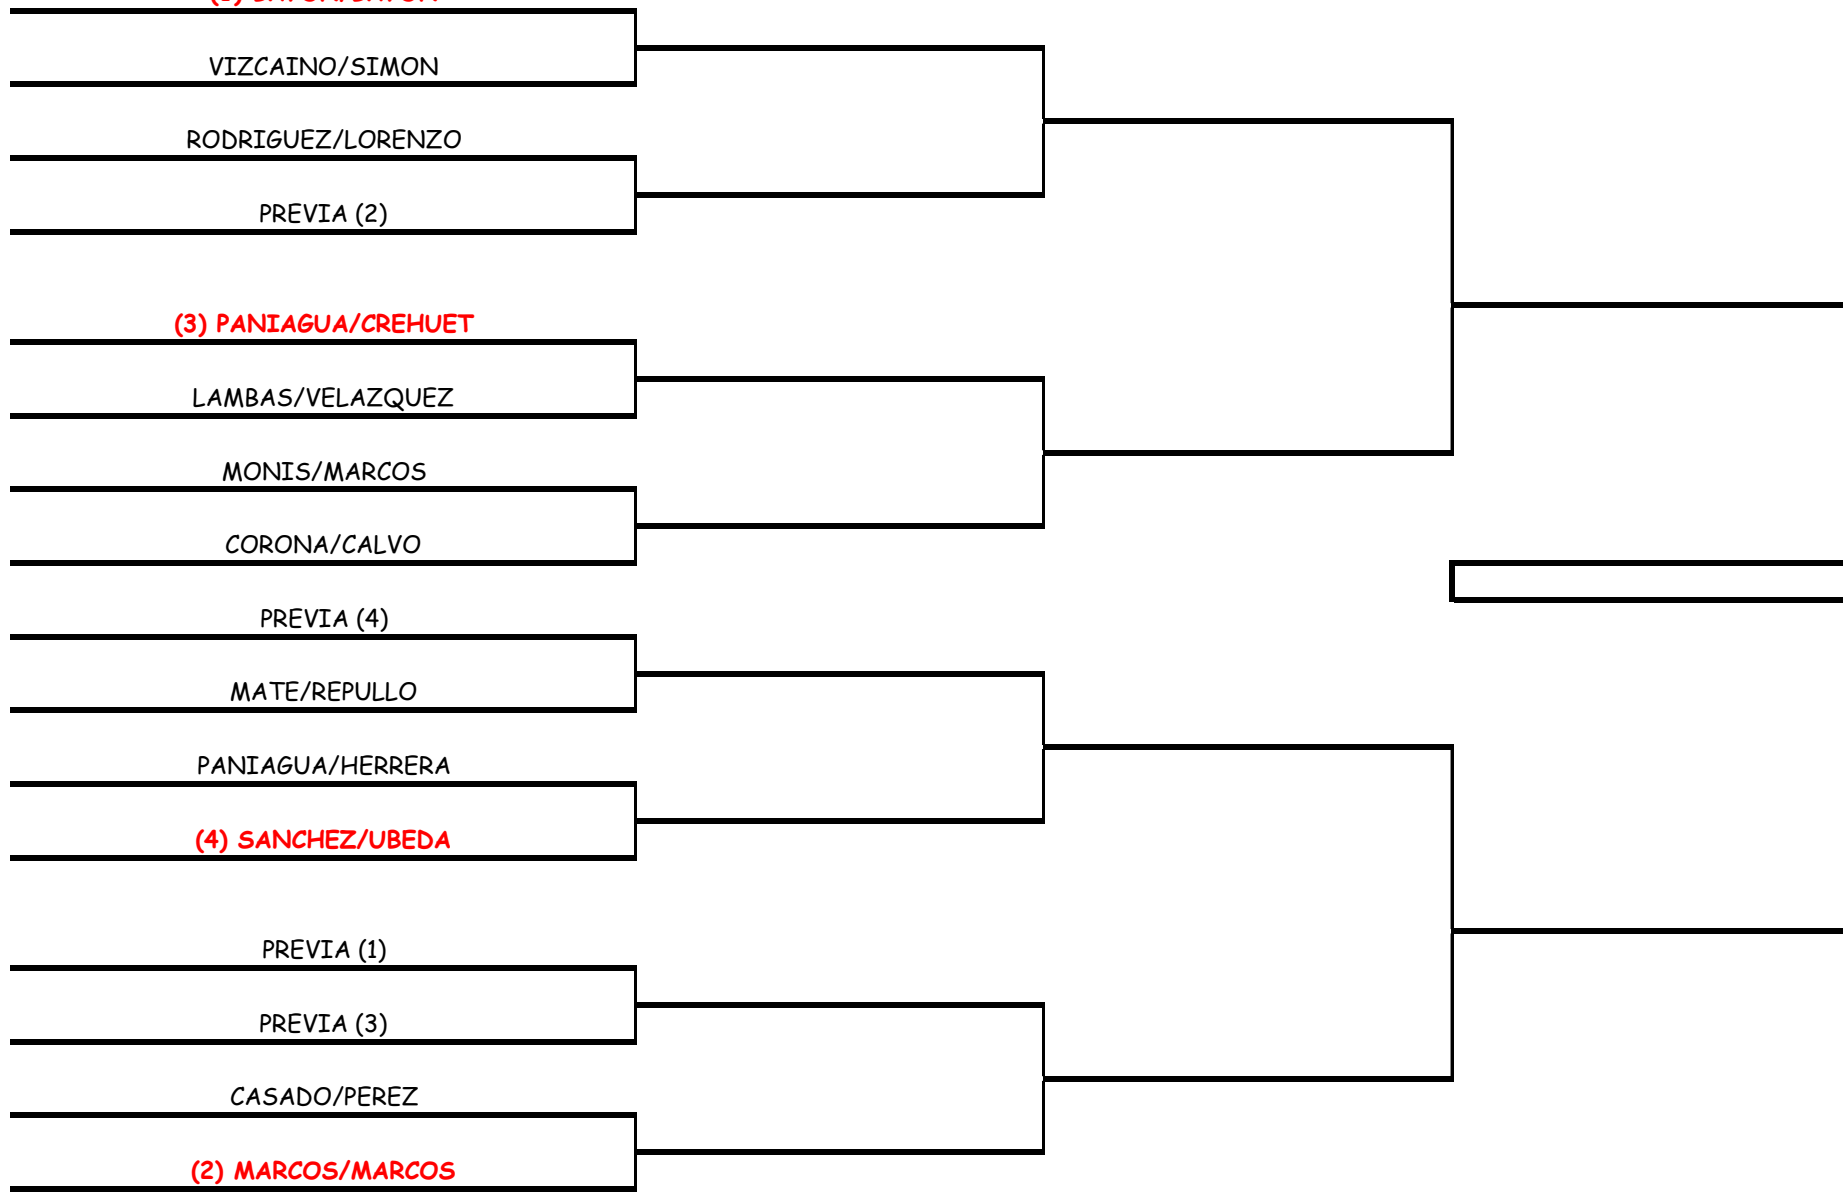 VIZCAINO/SIMON
RODRIGUEZ/LORENZO
PREVIA (2)
(3) PANIAGUA/CREHUET
LAMBAS/VELAZQUEZ
MONIS/MARCOS
CORONA/CALVO
PREVIA (4)
MATE/REPULLO
PANIAGUA/HERRERA
(4) SANCHEZ/UBEDA
PREVIA (1)
PREVIA (3)
CASADO/PEREZ
(2) MARCOS/MARCOS